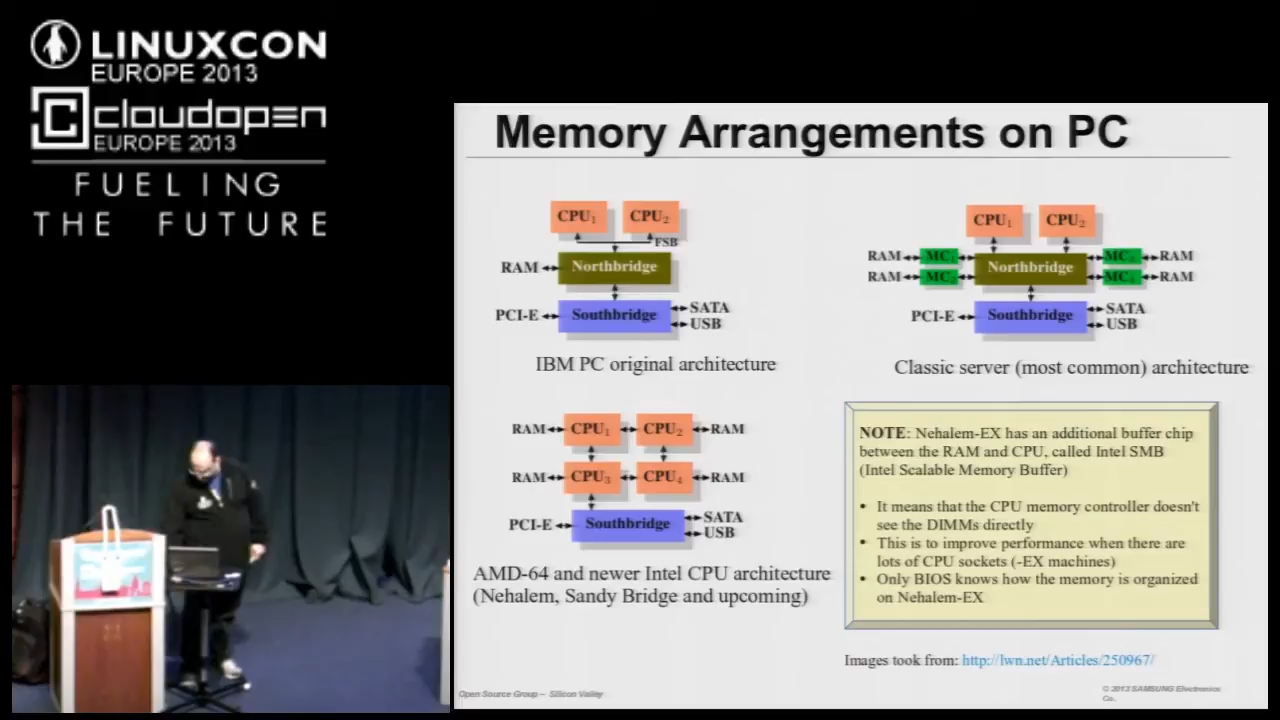 LINUXCON
EUROPE 2013
cloudopen
EUROPE 2013
FUELING
THE FUTURE
Memory Arrangements on PC
CPU1 CPU2
FSB
RAM Northbridge
PCI-E Southbridge SATA
USB
IBM PC original architecture
CPU1 CPU2
RAM MC Northbridge MC RAM
RAM MC MC RAM
PCI-E Southbridge SATA
USB
Classic server (most common) architecture
RAM CPU1 CPU2 RAM
RAM CPU3 CPU4 RAM
PCI-E Southbridge SATA
USB
AMD-64 and newer Intel CPU architecture
(Nehalem, Sandy Bridge and upcoming)
NOTE: Nehalem-EX has an additional buffer chip
between the RAM and CPU, called Intel SMB
(Intel Scalable Memory Buffer)
• It means that the CPU memory controller doesn't
see the DIMMs directly
• This is to improve performance when there are
lots of CPU sockets (-EX machines)
• Only BIOS knows how the memory is organized
on Nehalem-EX
Images took from: http://lwn.net/Articles/250967/
Open Source Group – Silicon Valley
© 2013 SAMSUNG Electronics
Co.